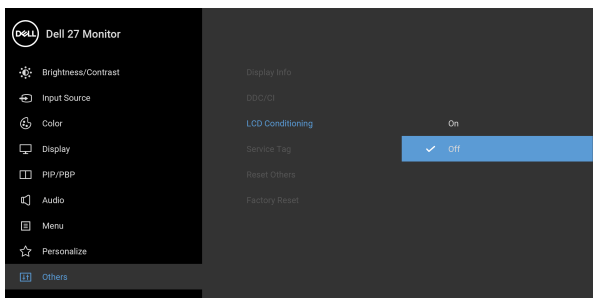 DELL
Dell 27 Monitor
Brightness/Contrast
Input Source
Color
Display
PIP/PBP
Audio
Menu
Personalize
Others
Display Info
DDC/CI
LCD Conditioning
Service Tag
Reset Others
Factory Reset
On
Off